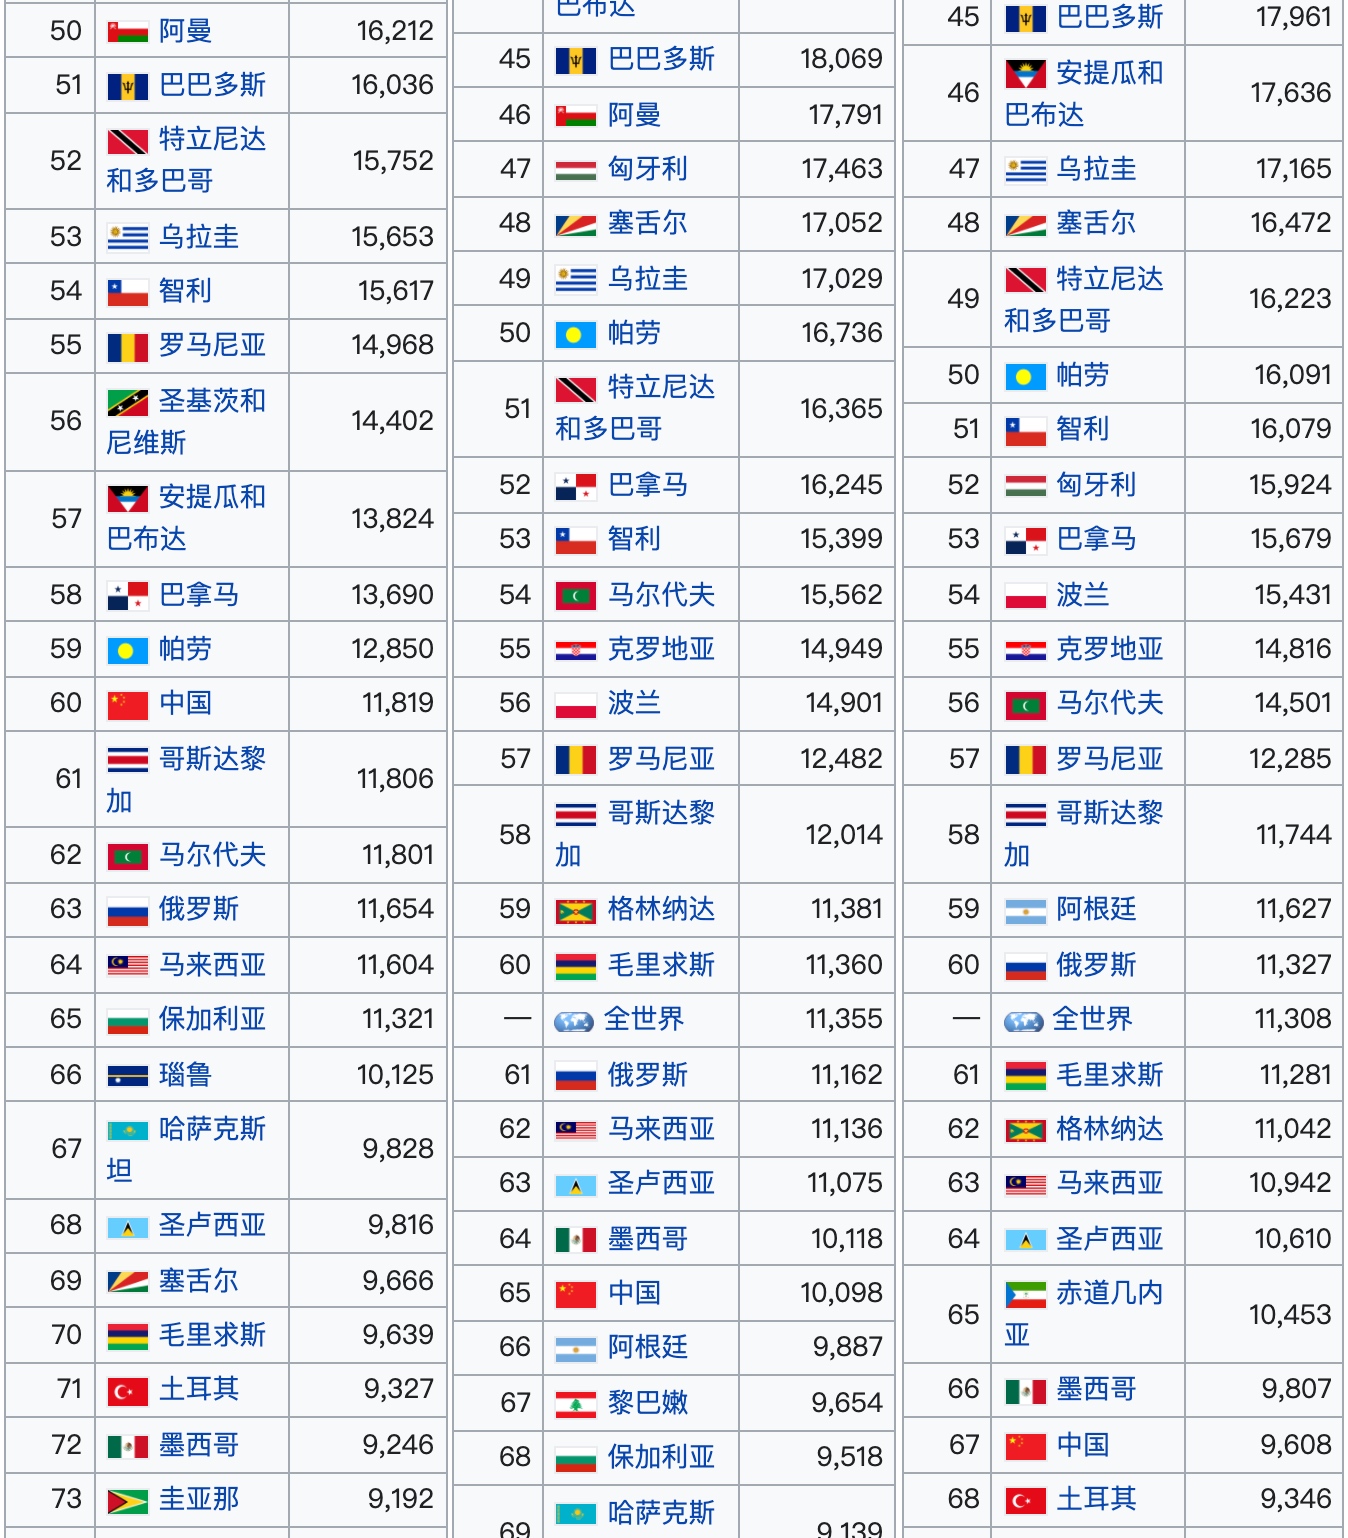 50 阿曼 16,212
51 巴巴多斯 16,036
52 特立尼达
和多巴哥 15,752
53 乌拉圭 15,653
54 智利 15,617
55 罗马尼亚 14,968
56 圣基茨和
尼维斯 14,402
57 安提瓜和
巴布达 13,824
58 巴拿马 13,690
59 帕劳 12,850
60 中国 11,819
61 哥斯达黎
加 11,806
62 马尔代夫 11,801
63 俄罗斯 11,654
64 马来西亚 11,604
65 保加利亚 11,321
66 瑙鲁 10,125
67 哈萨克斯
坦 9,828
68 圣卢西亚 9,816
69 塞舌尔 9,666
70 毛里求斯 9,639
71 土耳其 9,327
72 墨西哥 9,246
73 圭亚那 9,192
巴布达
45 巴巴多斯 18,069
46 阿曼 17,791
47 匈牙利 17,463
48 塞舌尔 17,052
49 乌拉圭 17,029
50 帕劳 16,736
51 特立尼达
和多巴哥 16,365
52 巴拿马 16,245
53 智利 15,399
54 马尔代夫 15,562
55 克罗地亚 14,949
56 波兰 14,901
57 罗马尼亚 12,482
58 哥斯达黎
加 12,014
59 格林纳达 11,381
60 毛里求斯 11,360
— 全世界 11,355
61 俄罗斯 11,162
62 马来西亚 11,136
63 圣卢西亚 11,075
64 墨西哥 10,118
65 中国 10,098
66 阿根廷 9,887
67 黎巴嫩 9,654
68 保加利亚 9,518
69 哈萨克斯 9,139
45 巴巴多斯 17,961
46 安提瓜和
巴布达 17,636
47 乌拉圭 17,165
48 塞舌尔 16,472
49 特立尼达
和多巴哥 16,223
50 帕劳 16,091
51 智利 16,079
52 匈牙利 15,924
53 巴拿马 15,679
54 波兰 15,431
55 克罗地亚 14,816
56 马尔代夫 14,501
57 罗马尼亚 12,285
58 哥斯达黎
加 11,744
59 阿根廷 11,627
60 俄罗斯 11,327
— 全世界 11,308
61 毛里求斯 11,281
62 格林纳达 11,042
63 马来西亚 10,942
64 圣卢西亚 10,610
65 赤道几内
亚 10,453
66 墨西哥 9,807
67 中国 9,608
68 土耳其 9,346